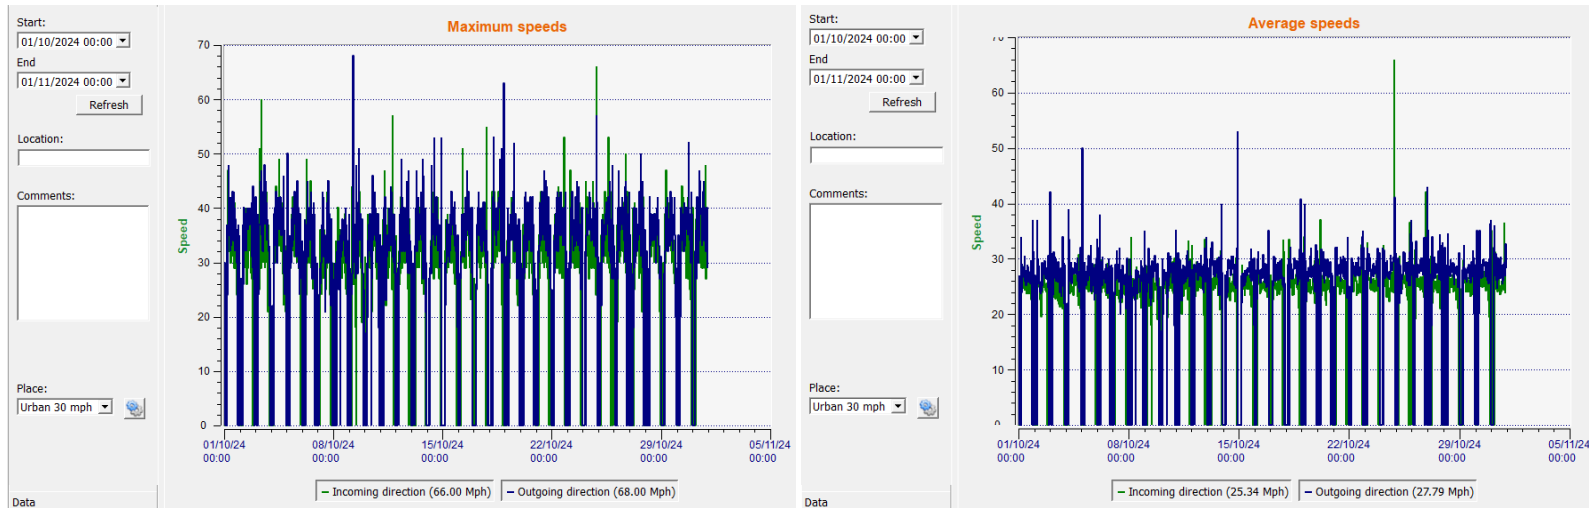 Start:
01/10/2024 00:00
End
01/11/2024 00:00
Refresh
Location:
Comments:
Place:
Urban 30 mph
Data
Maximum speeds
Speed
70
60
50
40
30
20
10
0
01/10/24
00:00
08/10/24
00:00
15/10/24
00:00
22/10/24
00:00
29/10/24
00:00
05/11/24
00:00
Incoming direction (66.00 Mph)
Outgoing direction (68.00 Mph)
Start:
01/10/2024 00:00
End
01/11/2024 00:00
Refresh
Location:
Comments:
Place:
Urban 30 mph
Data
Average speeds
Speed
70
60
50
40
30
20
10
0
01/10/24
00:00
08/10/24
00:00
15/10/24
00:00
22/10/24
00:00
29/10/24
00:00
05/11/24
00:00
Incoming direction (25.34 Mph)
Outgoing direction (27.79 Mph)